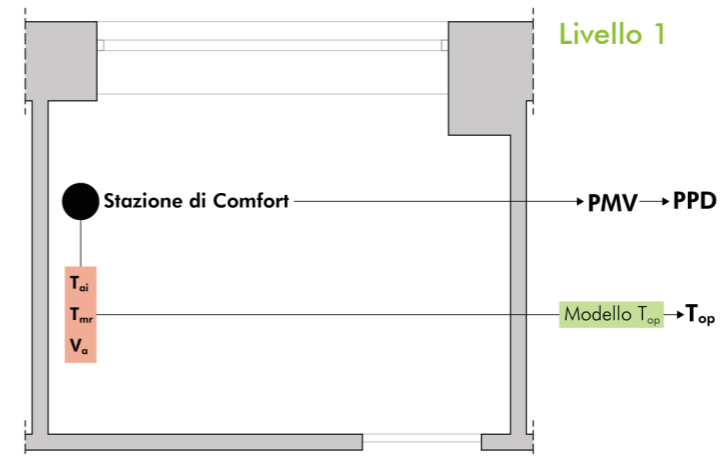 Livello 1
Stazione di Comfort PMV PPD
Tai
Tmr Modello Top Top
Va